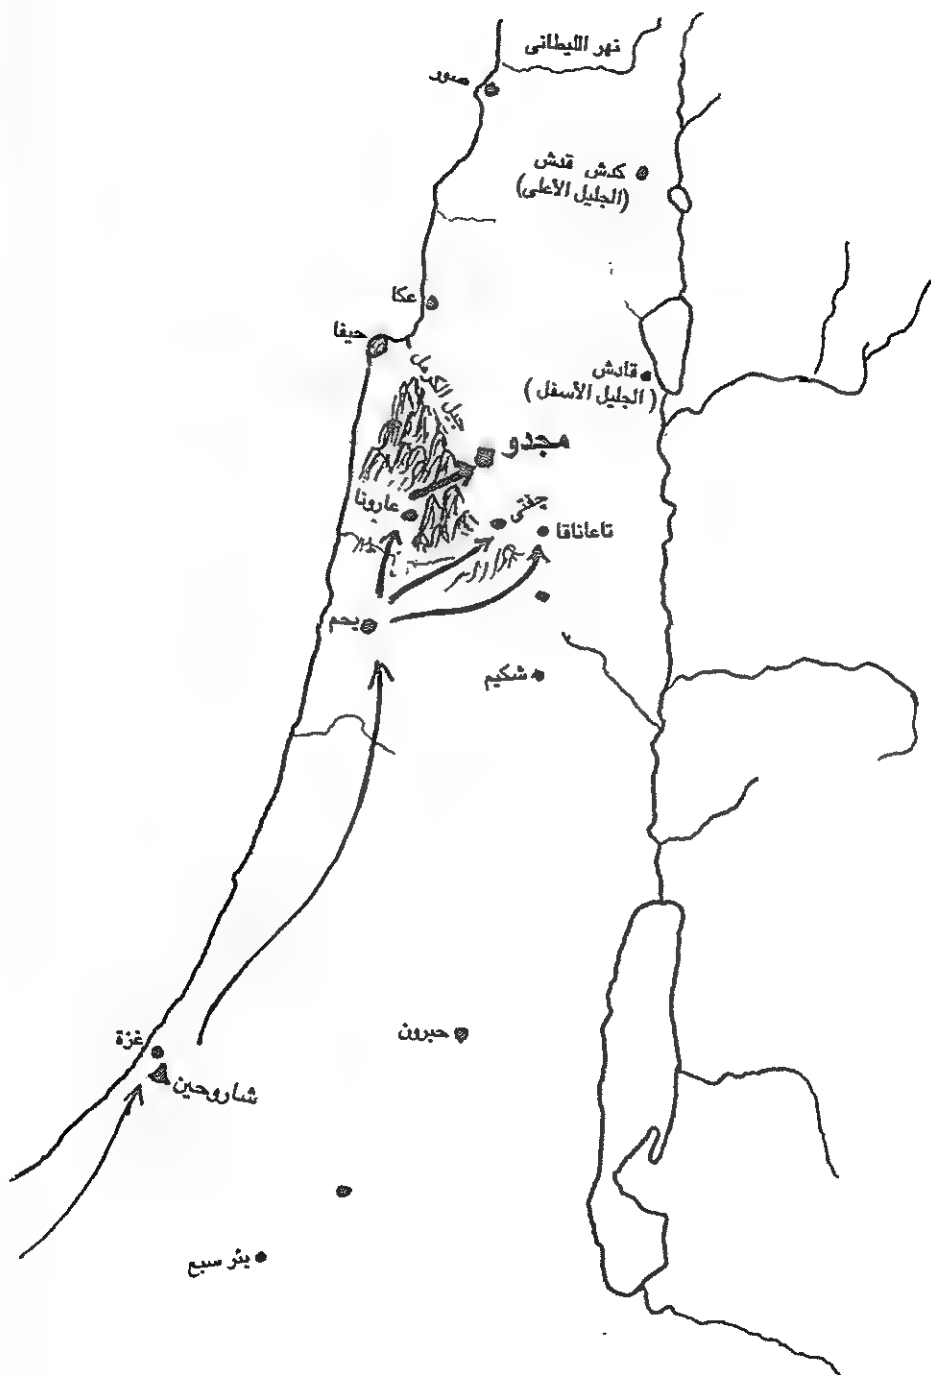 نهر الليطانى
صور
كدش قدش
(الجليل الأعلى)
عكا
حيفا
جبل الكرمل
قادش
(الجليل الأسفل)
مجدو
عارونا
جفتى
تاعاناقا
يحم
شكيم
غزة
شاروحين
حبرون
بئر سبع